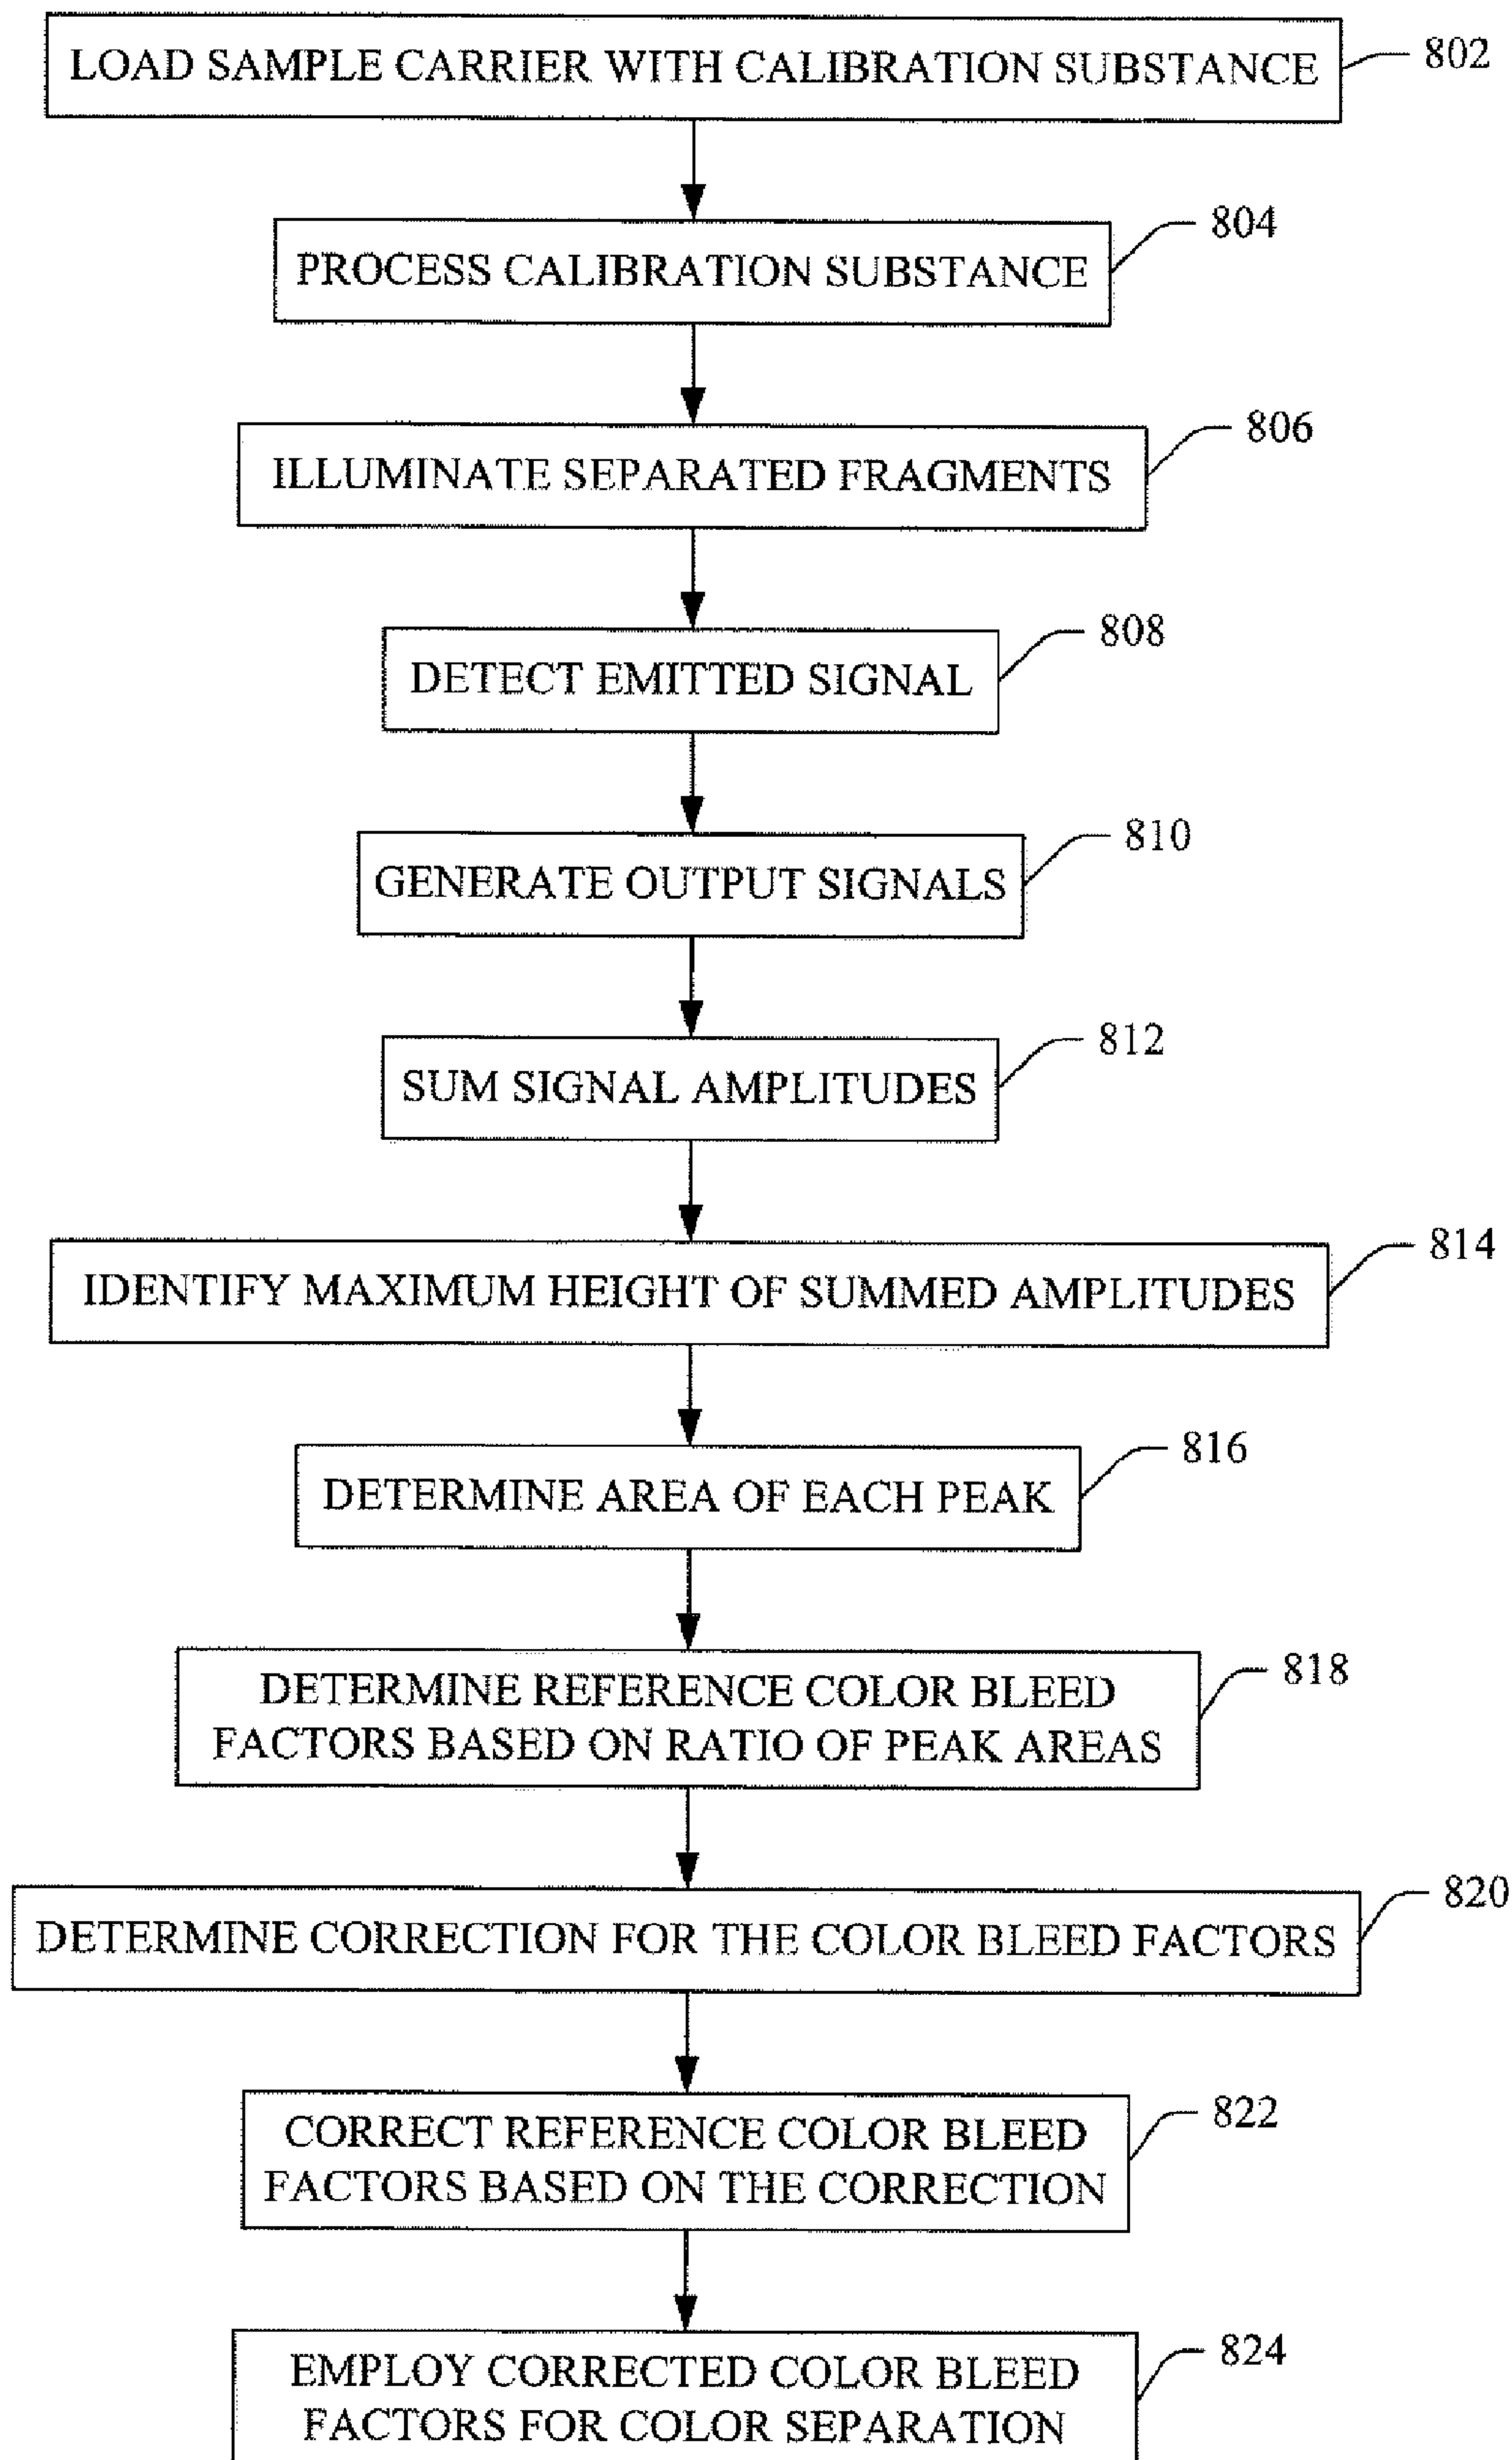 LOAD SAMPLE CARRIER WITH CALIBRATION SUBSTANCE
802
PROCESS CALIBRATION SUBSTANCE
804
ILLUMINATE SEPARATED FRAGMENTS
806
DETECT EMITTED SIGNAL
808
GENERATE OUTPUT SIGNALS
810
SUM SIGNAL AMPLITUDES
812
IDENTIFY MAXIMUM HEIGHT OF SUMMED AMPLITUDES
814
DETERMINE AREA OF EACH PEAK
816
DETERMINE REFERENCE COLOR BLEED
FACTORS BASED ON RATIO OF PEAK AREAS
818
DETERMINE CORRECTION FOR THE COLOR BLEED FACTORS
820
CORRECT REFERENCE COLOR BLEED
FACTORS BASED ON THE CORRECTION
822
EMPLOY CORRECTED COLOR BLEED
FACTORS FOR COLOR SEPARATION
824